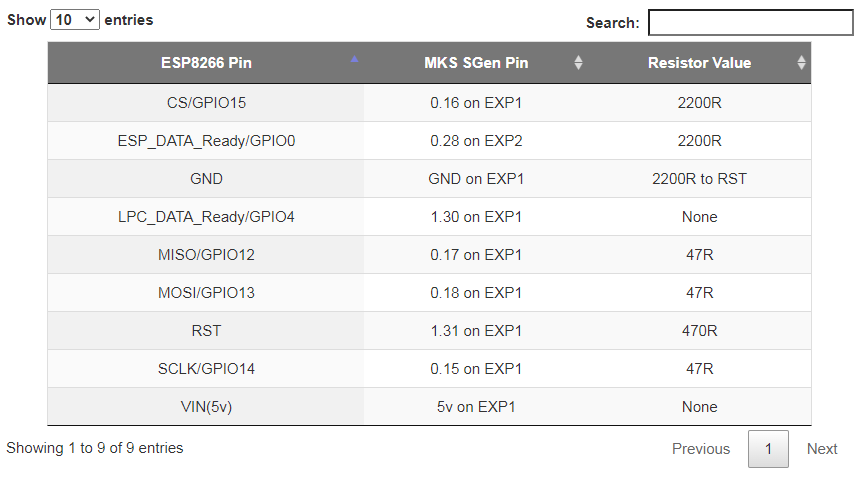 Show 10 entries Search:
ESP8266 Pin MKS SGen Pin Resistor Value
CS/GPIO15 0.16 on EXP1 2200R
ESP_DATA_Ready/GPIO0 0.28 on EXP2 2200R
GND GND on EXP1 2200R to RST
LPC_DATA_Ready/GPIO4 1.30 on EXP1 None
MISO/GPIO12 0.17 on EXP1 47R
MOSI/GPIO13 0.18 on EXP1 47R
RST 1.31 on EXP1 470R
SCLK/GPIO14 0.15 on EXP1 47R
VIN(5v) 5v on EXP1 None
Showing 1 to 9 of 9 entries Previous 1 Next